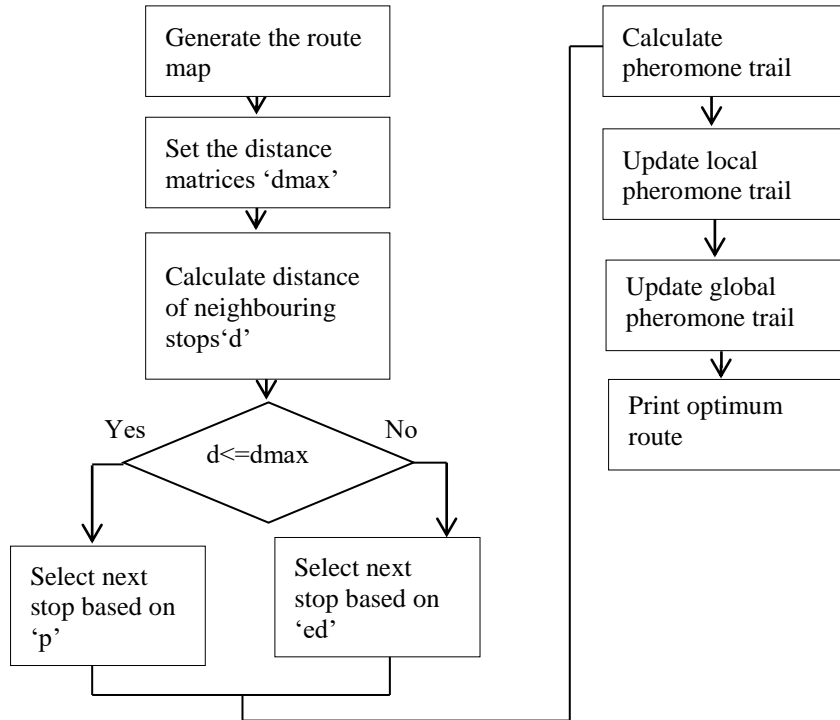 Generate the route
map
Set the distance
matrices ‘dmax’
Calculate distance
of neighbouring
stops‘d’
Yes
No
d<=dmax
Select next
stop based on
‘p’
Select next
stop based on
‘ed’
Calculate
pheromone trail
Update local
pheromone trail
Update global
pheromone trail
Print optimum
route